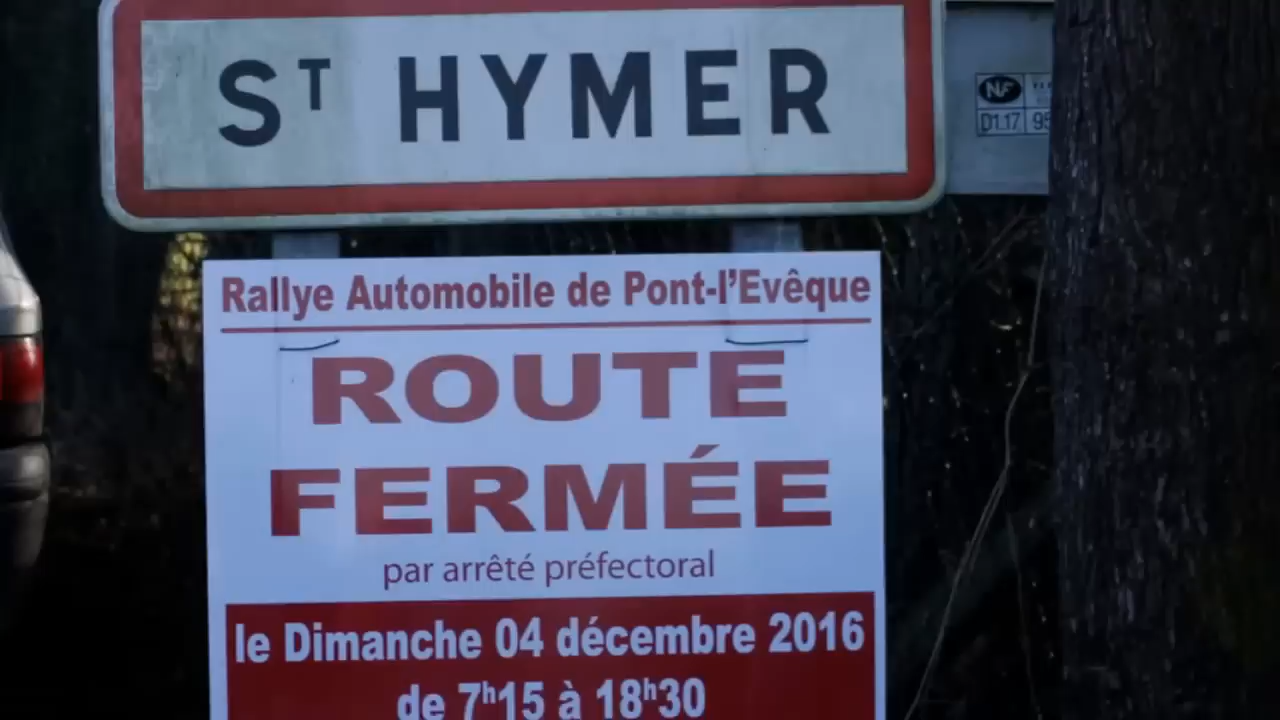 Sᵀ HYMER
NF
D1.17 95
Rallye Automobile de Pont-l'Evêque
ROUTE
FERMÉE
par arrêté préfectoral
le Dimanche 04 décembre 2016
de 7ʰ15 à 18ʰ30